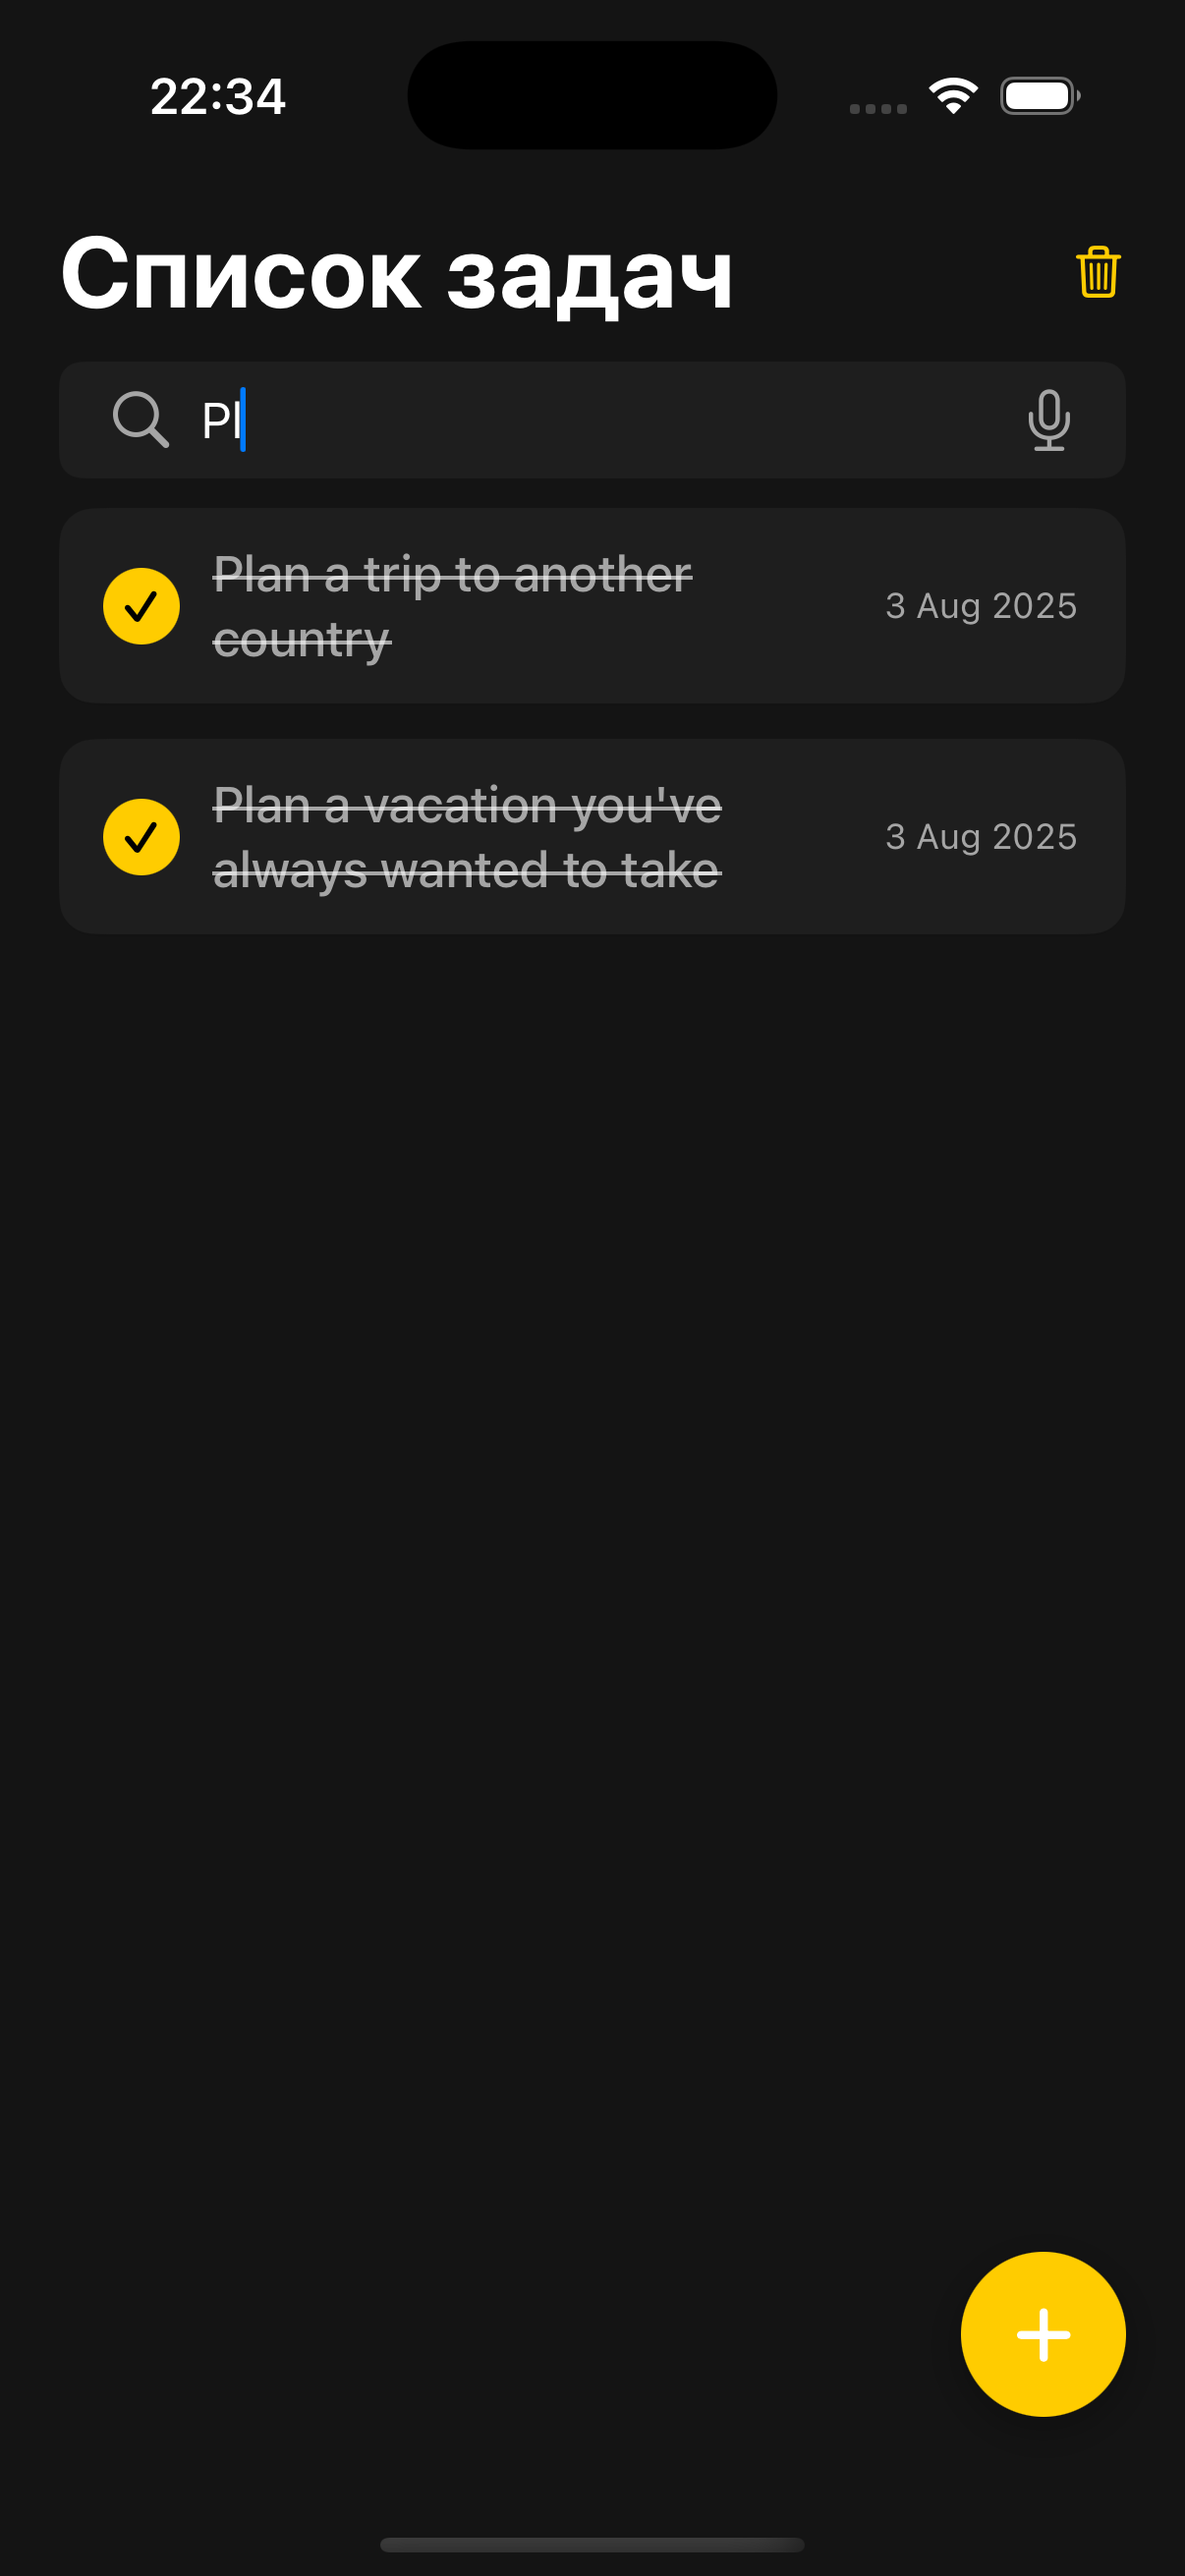 22:34
Список задач
Pl
Plan a trip to another
country
3 Aug 2025
Plan a vacation you've
always wanted to take
3 Aug 2025